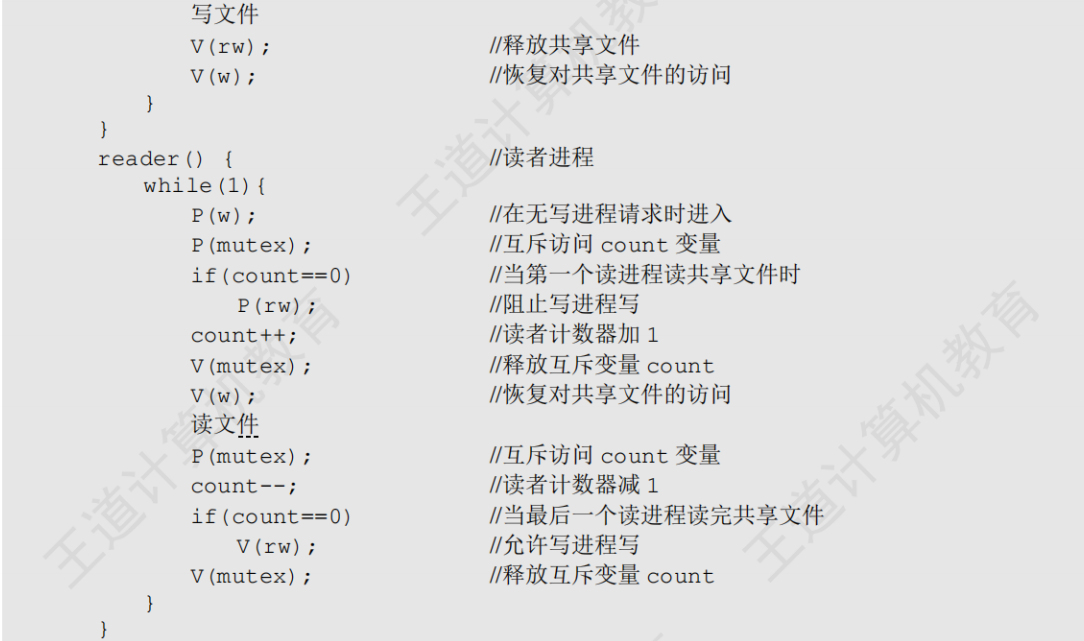 写文件
V(rw); //释放共享文件
V(w); //恢复对共享文件的访问
}
}
reader() { //读者进程
while(1){
P(w); //在无写进程请求时进入
P(mutex); //互斥访问 count 变量
if(count==0) //当第一个读进程读共享文件时
P(rw); //阻止写进程写
count++; //读者计数器加 1
V(mutex); //释放互斥变量 count
V(w); //恢复对共享文件的访问
读文件
P(mutex); //互斥访问 count 变量
count--; //读者计数器减 1
if(count==0) //当最后一个读进程读完共享文件
V(rw); //允许写进程写
V(mutex); //释放互斥变量 count
}
}
王道计算机教育
王道计算机教育
王道计算机教育